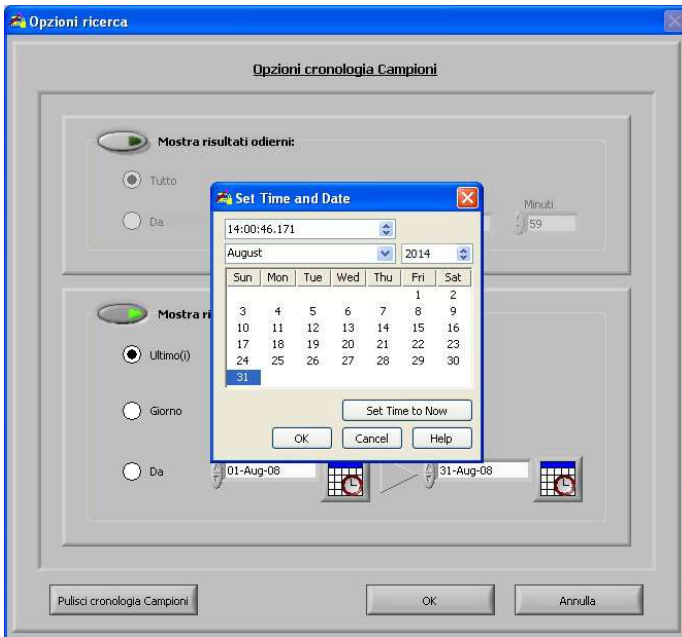 Opzioni ricerca
Opzioni cronologia Campioni
Mostra risultati odierni:
Tutto
Da
Minuti
59
Set Time and Date
14:00:46.171
August 2014
Sun Mon Tue Wed Thu Fri Sat
1 2
3 4 5 6 7 8 9
10 11 12 13 14 15 16
17 18 19 20 21 22 23
24 25 26 27 28 29 30
31
Set Time to Now
OK Cancel Help
Mostra ri
Ultimo(i)
Giorno
Da 01-Aug-08 31-Aug-08
Pulisci cronologia Campioni OK Annulla